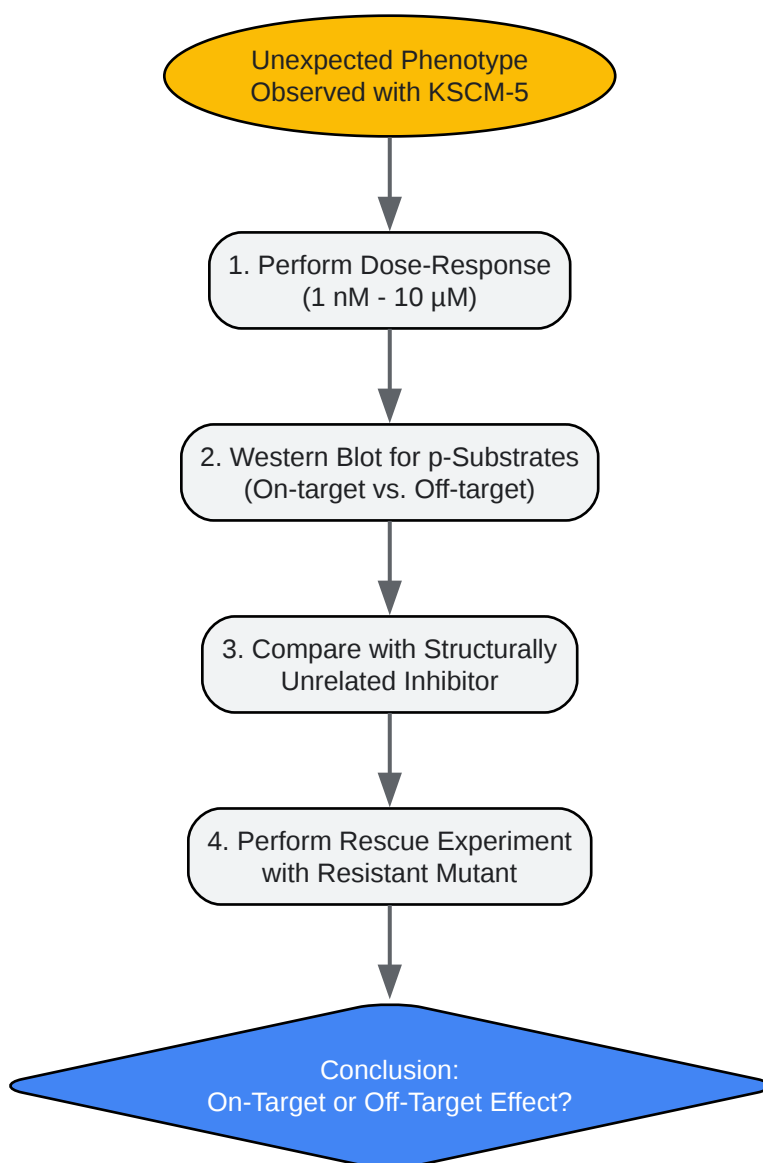 Unexpected Phenotype
Observed with KSCM-5
1. Perform Dose-Response
(1 nM - 10 µM)
2. Western Blot for p-Substrates
(On-target vs. Off-target)
3. Compare with Structurally
Unrelated Inhibitor
4. Perform Rescue Experiment
with Resistant Mutant
Conclusion:
On-Target or Off-Target Effect?